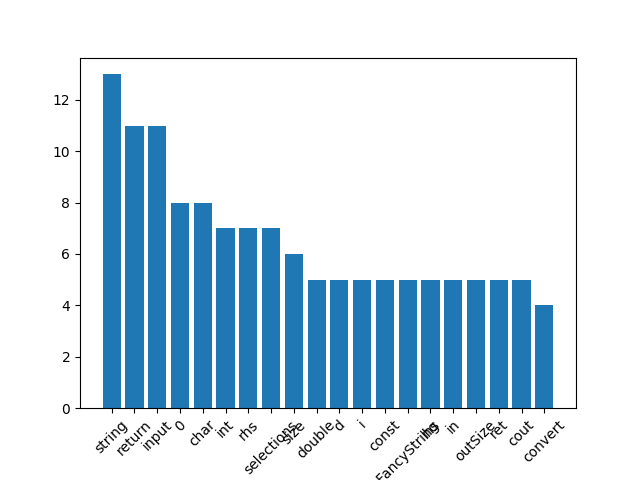 12
10
8
6
4
2
0
string
return
input
0
char
int
rhs
selections
size
double
d
i
const
FancyString
in
outSize
ret
cout
convert